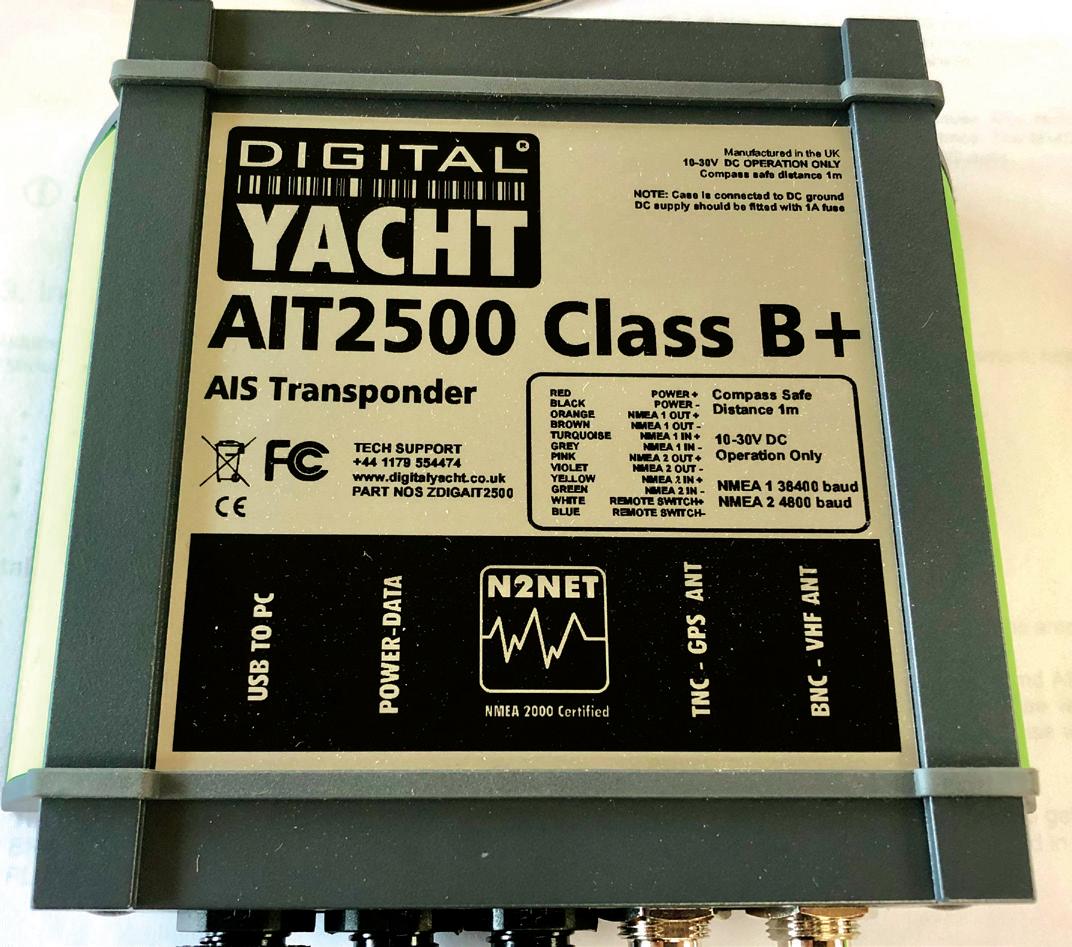 DIGITAL®
YACHT
Manufactured in the UK
10-30V DC OPERATION ONLY
Compass safe distance 1m
NOTE: Case is connected to DC ground
DC supply should be fitted with 1A fuse
AIT2500 Class B+
AIS Transponder
FC
CE
TECH SUPPORT
+44 1179 554474
www.digitalyacht.co.uk
PART NOS ZDIGAIT2500
RED POWER+
BLACK POWER-
ORANGE NMEA 1 OUT+
BROWN NMEA 1 OUT-
TURQUOISE NMEA 1 IN+
GREY NMEA 1 IN-
PINK NMEA 2 OUT+
VIOLET NMEA 2 OUT-
YELLOW NMEA 2 IN+
GREEN NMEA 2 IN-
WHITE REMOTE SWITCH+
BLUE REMOTE SWITCH-
Compass Safe
Distance 1m
10-30V DC
Operation Only
NMEA 1 38400 baud
NMEA 2 4800 baud
USB TO PC
POWER-DATA
N2NET
NMEA 2000 Certified
TNC - GPS ANT
BNC - VHF ANT